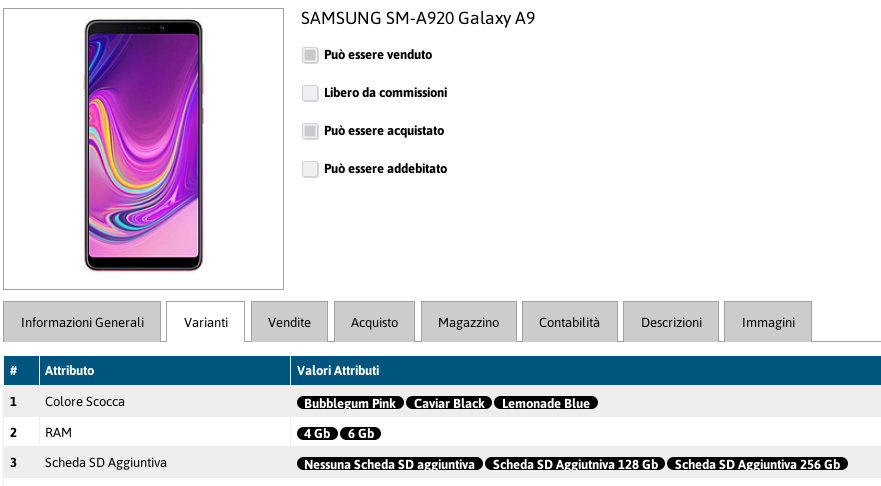 SAMSUNG SM-A920 Galaxy A9
Può essere venduto
Libero da commissioni
Può essere acquistato
Può essere addebitato
Informazioni Generali Varianti Vendite Acquisto Magazzino Contabilità Descrizioni Immagini
# Attributo Valori Attributi
1 Colore Scocca Bubblegum Pink Caviar Black Lemonade Blue
2 RAM 4 Gb 6 Gb
3 Scheda SD Aggiuntiva Nessuna Scheda SD aggiuntiva Scheda SD Aggiutniva 128 Gb Scheda SD Aggiuntiva 256 Gb